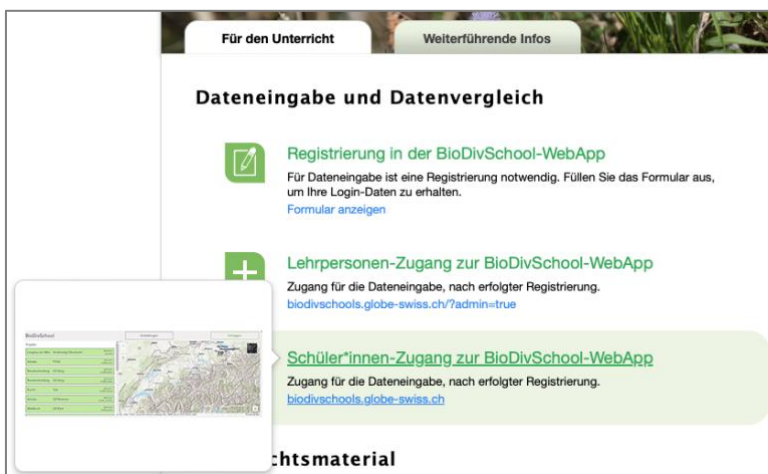 Für den Unterricht
Weiterführende Infos
Dateneingabe und Datenvergleich
Registrierung in der BioDivSchool-WebApp
Für Dateneingabe ist eine Registrierung notwendig. Füllen Sie das Formular aus,
um Ihre Login-Daten zu erhalten.
Formular anzeigen
Lehrpersonen-Zugang zur BioDivSchool-WebApp
Zugang für die Dateneingabe, nach erfolgter Registrierung.
biodivschools.globe-swiss.ch/?admin=true
BioDivSchool
Schüler*innen-Zugang zur BioDivSchool-WebApp
Zugang für die Dateneingabe, nach erfolgter Registrierung.
biodivschools.globe-swiss.ch
chtsmaterial